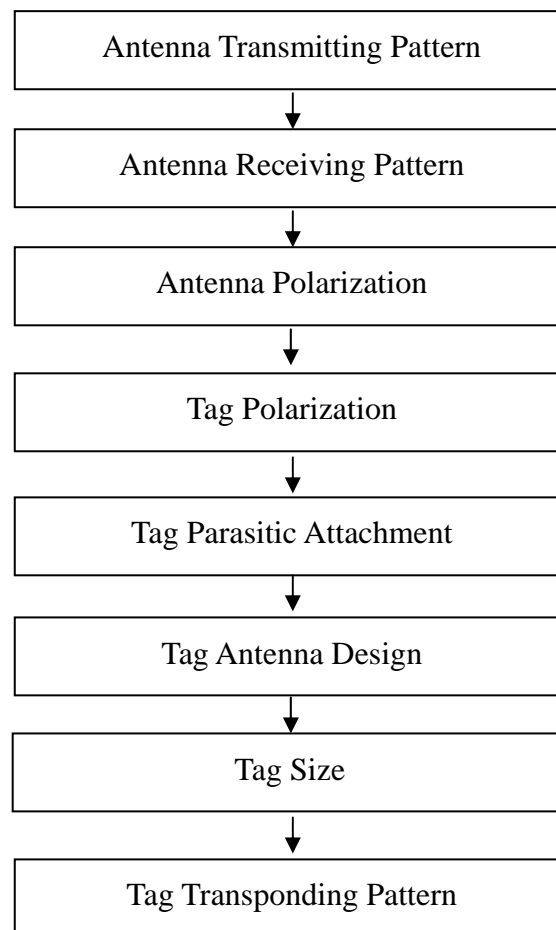 Antenna Transmitting Pattern
Antenna Receiving Pattern
Antenna Polarization
Tag Polarization
Tag Parasitic Attachment
Tag Antenna Design
Tag Size
Tag Transponding Pattern